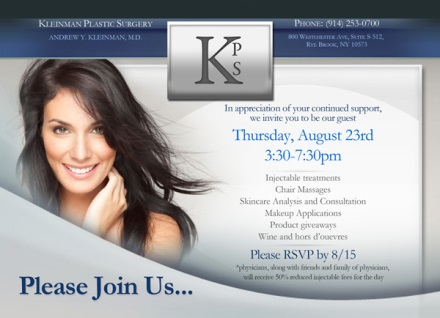 KLEINMAN PLASTIC SURGERY
ANDREW Y. KLEINMAN, M.D.
KPS
PHONE: (914) 253-0700
800 WESTCHESTER AVE, SUITE S-512,
RYE BROOK, NY 10573
In appreciation of your continued support,
we invite you to be our guest
Thursday, August 23rd
3:30-7:30pm
Injectable treatments
Chair Massages
Skincare Analysis and Consultation
Makeup Applications
Product giveaways
Wine and hors d'ouevres
Please RSVP by 8/15
*physicians, along with friends and family of physicians,
will receive 50% reduced injectable fees for the day
Please Join Us...